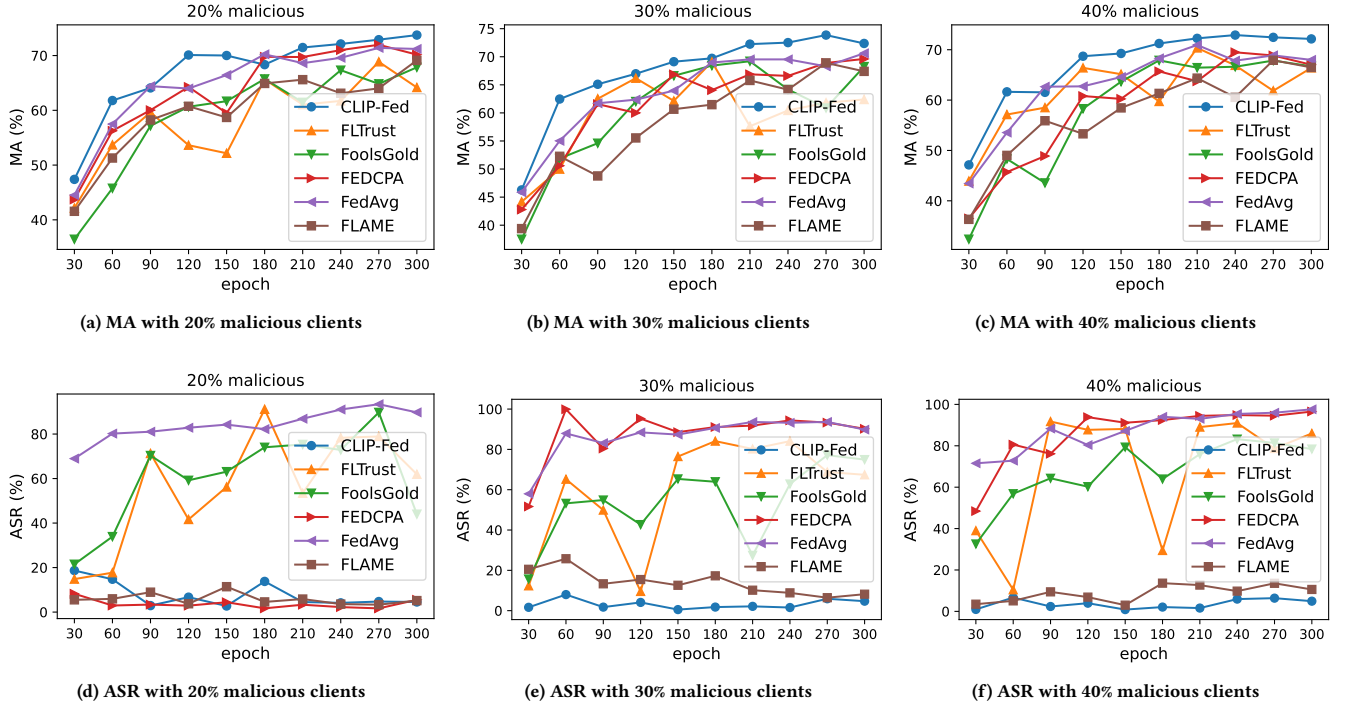 20% malicious
MA (%)
70
60
50
40
30 60 90 120 150 180 210 240 270 300
epoch
CLIP-Fed
FLTrust
FoolsGold
FEDCPA
FedAvg
FLAME
(a) MA with 20% malicious clients
30% malicious
MA (%)
75
70
65
60
55
50
45
40
30 60 90 120 150 180 210 240 270 300
epoch
CLIP-Fed
FLTrust
FoolsGold
FEDCPA
FedAvg
FLAME
(b) MA with 30% malicious clients
40% malicious
MA (%)
70
60
50
40
30 60 90 120 150 180 210 240 270 300
epoch
CLIP-Fed
FLTrust
FoolsGold
FEDCPA
FedAvg
FLAME
(c) MA with 40% malicious clients
20% malicious
ASR (%)
80
60
40
20
0
30 60 90 120 150 180 210 240 270 300
epoch
CLIP-Fed
FLTrust
FoolsGold
FEDCPA
FedAvg
FLAME
(d) ASR with 20% malicious clients
30% malicious
ASR (%)
100
80
60
40
20
0
30 60 90 120 150 180 210 240 270 300
epoch
CLIP-Fed
FLTrust
FoolsGold
FEDCPA
FedAvg
FLAME
(e) ASR with 30% malicious clients
40% malicious
ASR (%)
100
80
60
40
20
0
30 60 90 120 150 180 210 240 270 300
epoch
CLIP-Fed
FLTrust
FoolsGold
FEDCPA
FedAvg
FLAME
(f) ASR with 40% malicious clients